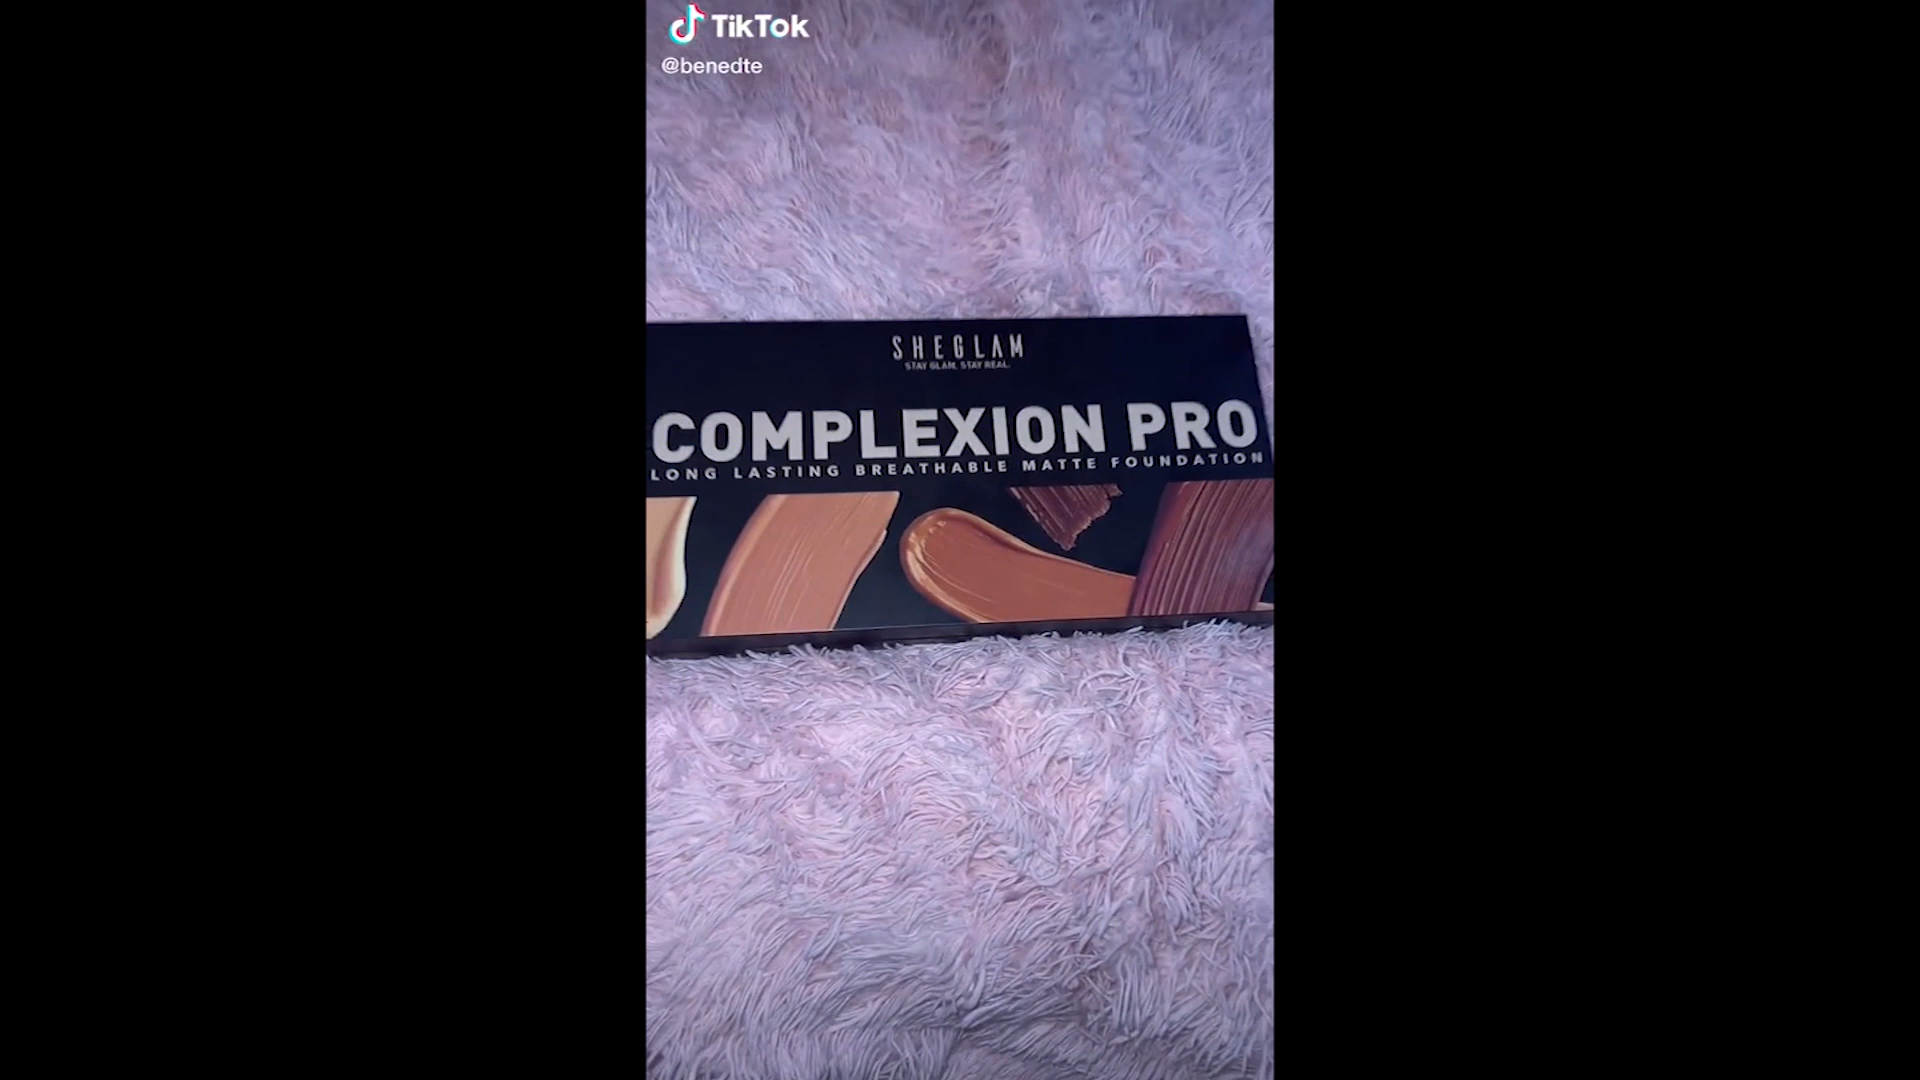 TikTok
@benedte
SHEGLAM
STAY GLAM, STAY REAL.
COMPLEXION PRO
LONG LASTING BREATHABLE MATTE FOUNDATION